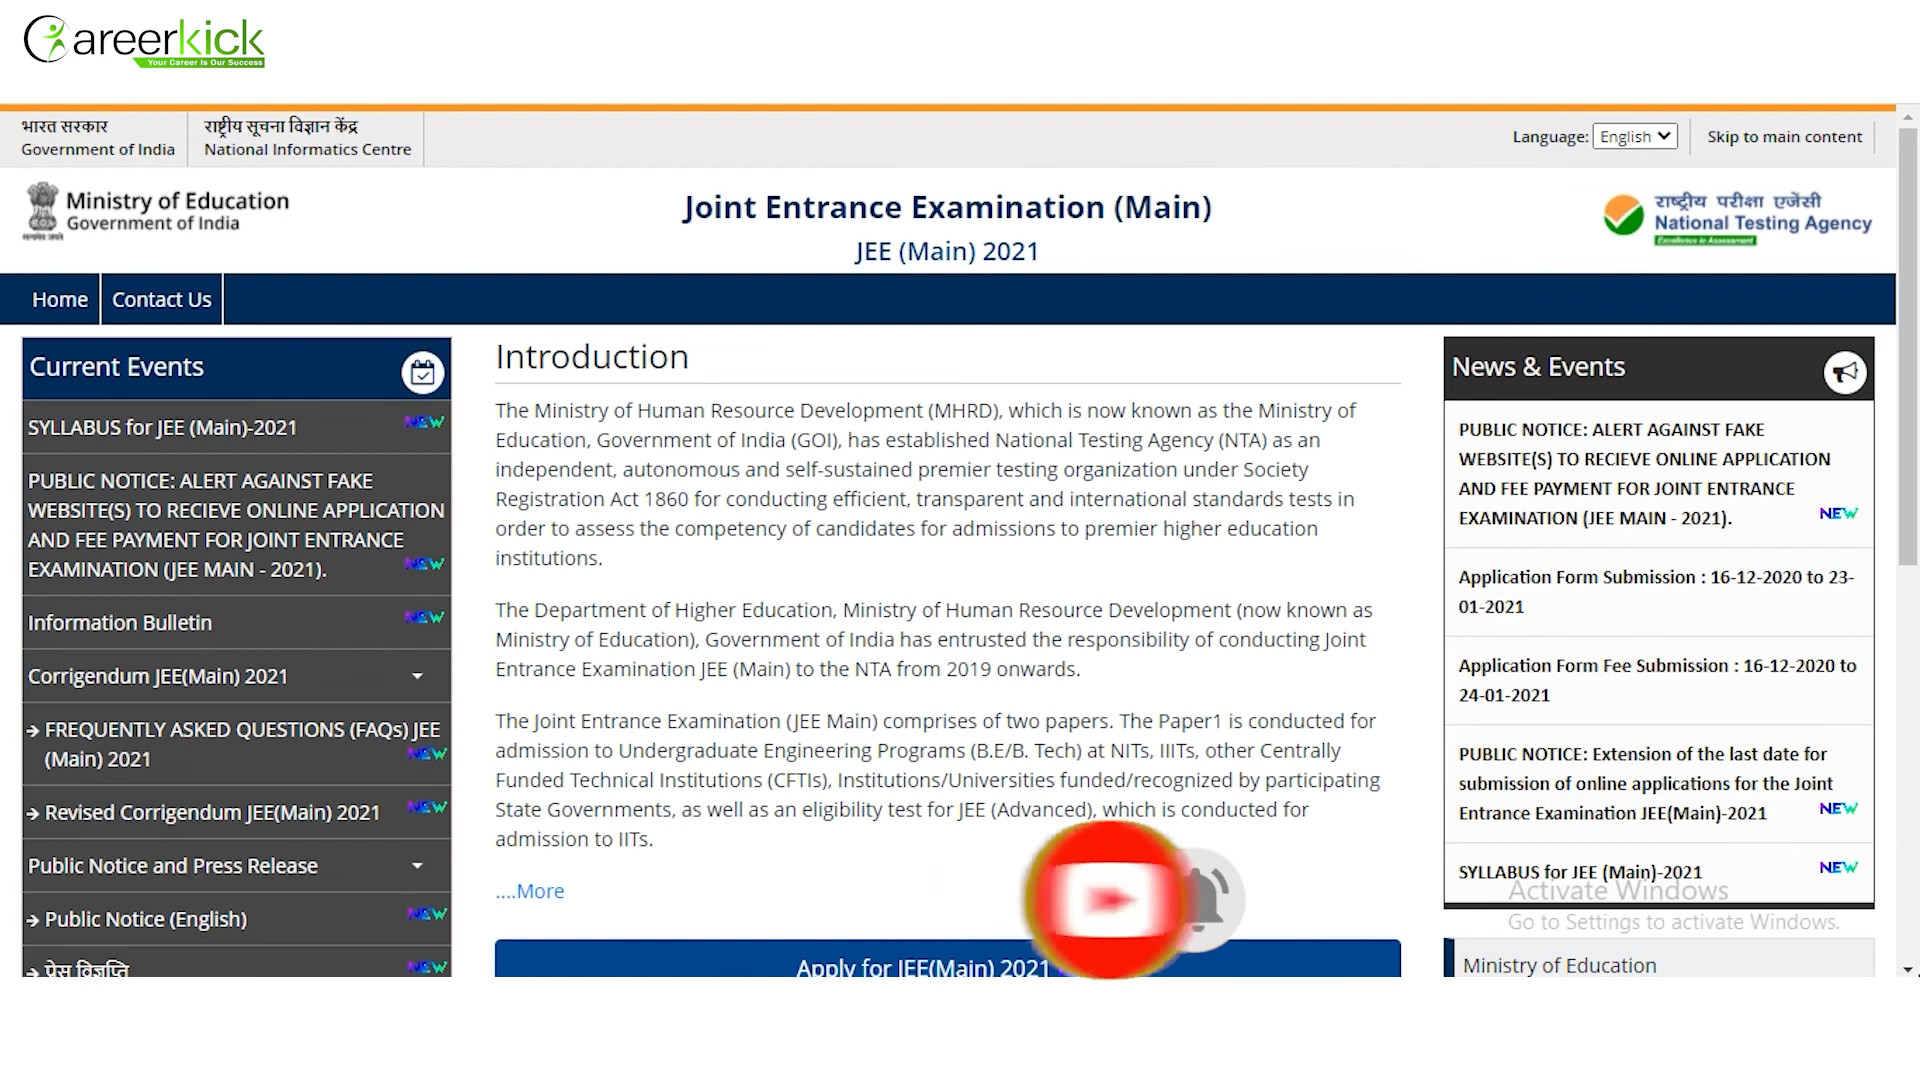 Careerkick
Your Career Is Our Success
भारत सरकार
Government of India
राष्ट्रीय सूचना विज्ञान केंद्र
National Informatics Centre
Language: English
Skip to main content
सत्यमेव जयते
Ministry of Education
Government of India
Joint Entrance Examination (Main)
JEE (Main) 2021
राष्ट्रीय परीक्षा एजेंसी
National Testing Agency
Excellence in Assessment
Home
Contact Us
Current Events
SYLLABUS for JEE (Main)-2021 NEW
PUBLIC NOTICE: ALERT AGAINST FAKE
WEBSITE(S) TO RECIEVE ONLINE APPLICATION
AND FEE PAYMENT FOR JOINT ENTRANCE
EXAMINATION (JEE MAIN - 2021). NEW
Information Bulletin NEW
Corrigendum JEE(Main) 2021
FREQUENTLY ASKED QUESTIONS (FAQs) JEE
(Main) 2021 NEW
Revised Corrigendum JEE(Main) 2021 NEW
Public Notice and Press Release
Public Notice (English) NEW
प्रेस विज्ञप्ति NEW
Introduction
The Ministry of Human Resource Development (MHRD), which is now known as the Ministry of
Education, Government of India (GOI), has established National Testing Agency (NTA) as an
independent, autonomous and self-sustained premier testing organization under Society
Registration Act 1860 for conducting efficient, transparent and international standards tests in
order to assess the competency of candidates for admissions to premier higher education
institutions.
The Department of Higher Education, Ministry of Human Resource Development (now known as
Ministry of Education), Government of India has entrusted the responsibility of conducting Joint
Entrance Examination JEE (Main) to the NTA from 2019 onwards.
The Joint Entrance Examination (JEE Main) comprises of two papers. The Paper1 is conducted for
admission to Undergraduate Engineering Programs (B.E/B. Tech) at NITs, IIITs, other Centrally
Funded Technical Institutions (CFTIs), Institutions/Universities funded/recognized by participating
State Governments, as well as an eligibility test for JEE (Advanced), which is conducted for
admission to IITs.
....More
Apply for JEE(Main) 2021
News & Events
PUBLIC NOTICE: ALERT AGAINST FAKE
WEBSITE(S) TO RECIEVE ONLINE APPLICATION
AND FEE PAYMENT FOR JOINT ENTRANCE
EXAMINATION (JEE MAIN - 2021). NEW
Application Form Submission : 16-12-2020 to 23-
01-2021
Application Form Fee Submission : 16-12-2020 to
24-01-2021
PUBLIC NOTICE: Extension of the last date for
submission of online applications for the Joint
Entrance Examination JEE(Main)-2021 NEW
SYLLABUS for JEE (Main)-2021 NEW
Activate Windows
Go to Settings to activate Windows.
Ministry of Education